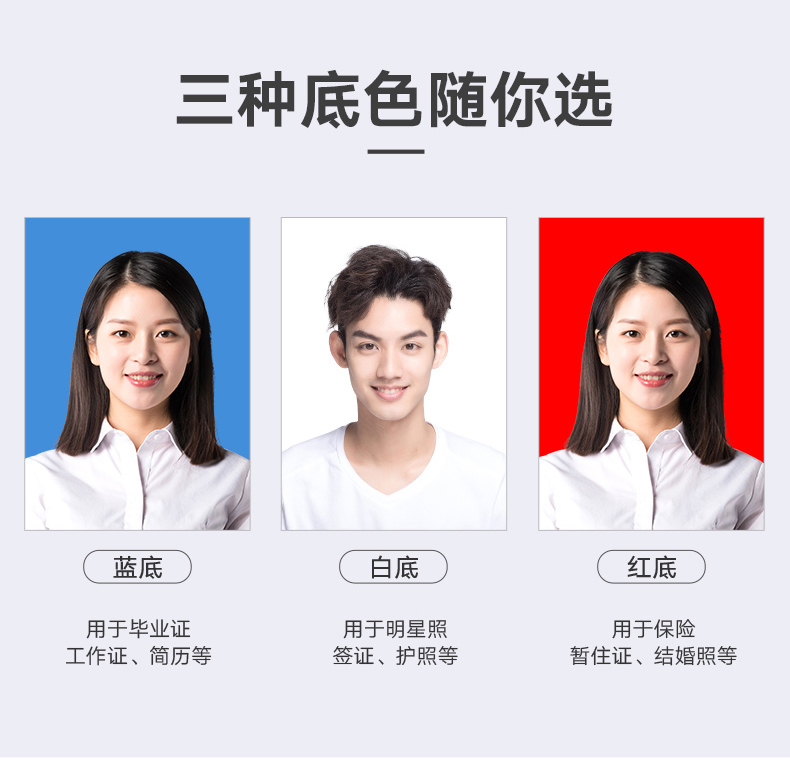 三种底色随你选
蓝底
白底
红底
用于毕业证
工作证、简历等
用于明星照
签证、护照等
用于保险
暂住证、结婚照等